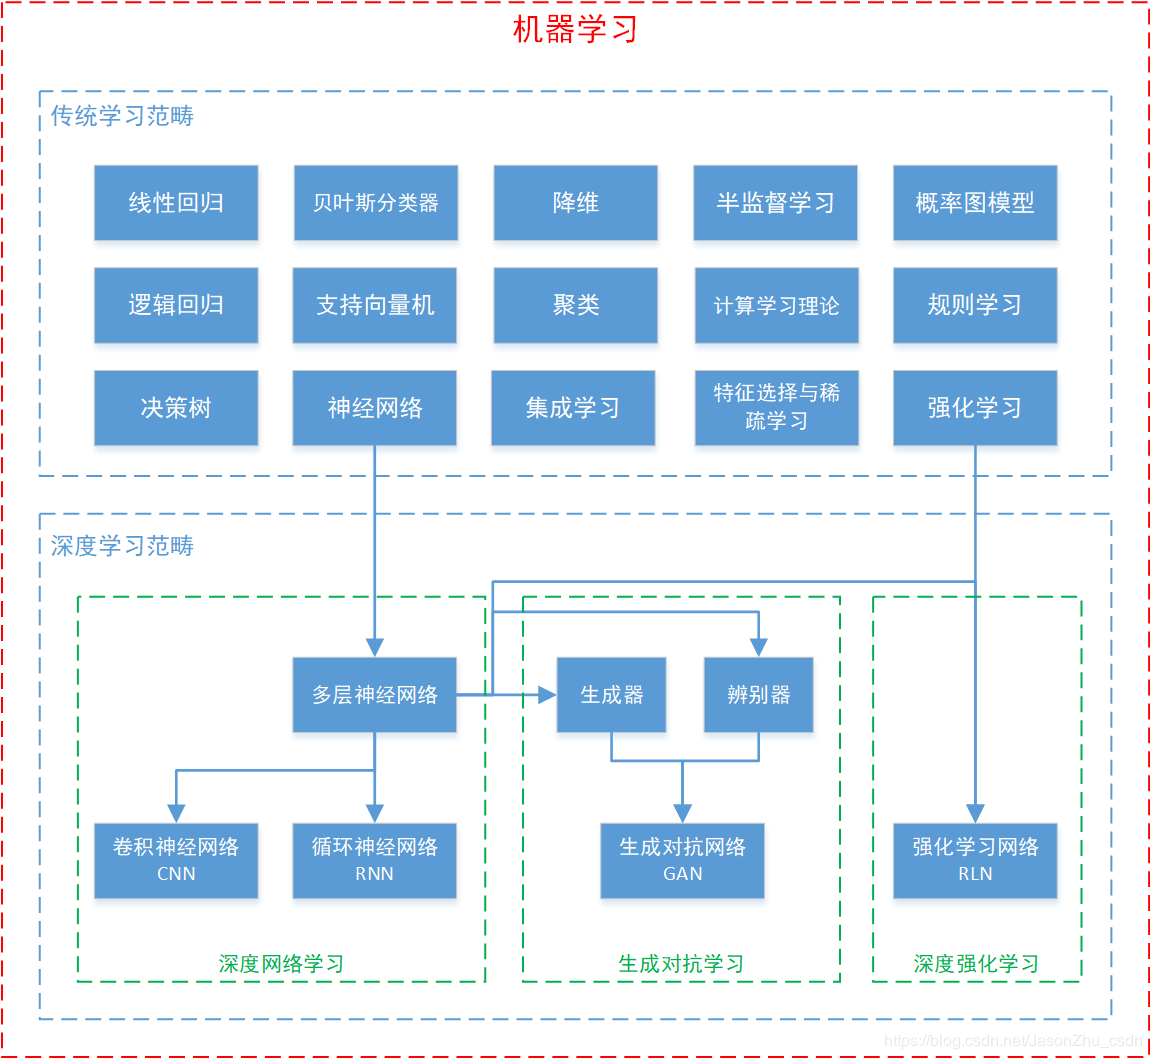 机器学习
传统学习范畴
线性回归
贝叶斯分类器
降维
半监督学习
概率图模型
逻辑回归
支持向量机
聚类
计算学习理论
规则学习
决策树
神经网络
集成学习
特征选择与稀
疏学习
强化学习
深度学习范畴
多层神经网络
生成器
辨别器
卷积神经网络
CNN
循环神经网络
RNN
生成对抗网络
GAN
强化学习网络
RLN
深度网络学习
生成对抗学习
深度强化学习
https://blog.csdn.net/JasonZhu_csdn